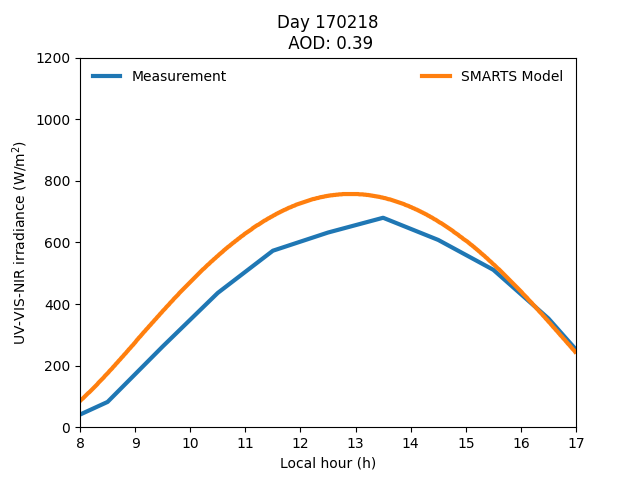 Day 170218
AOD: 0.39
Measurement
SMARTS Model
UV-VIS-NIR irradiance (W/m²)
1200
1000
800
600
400
200
0
8 9 10 11 12 13 14 15 16 17
Local hour (h)